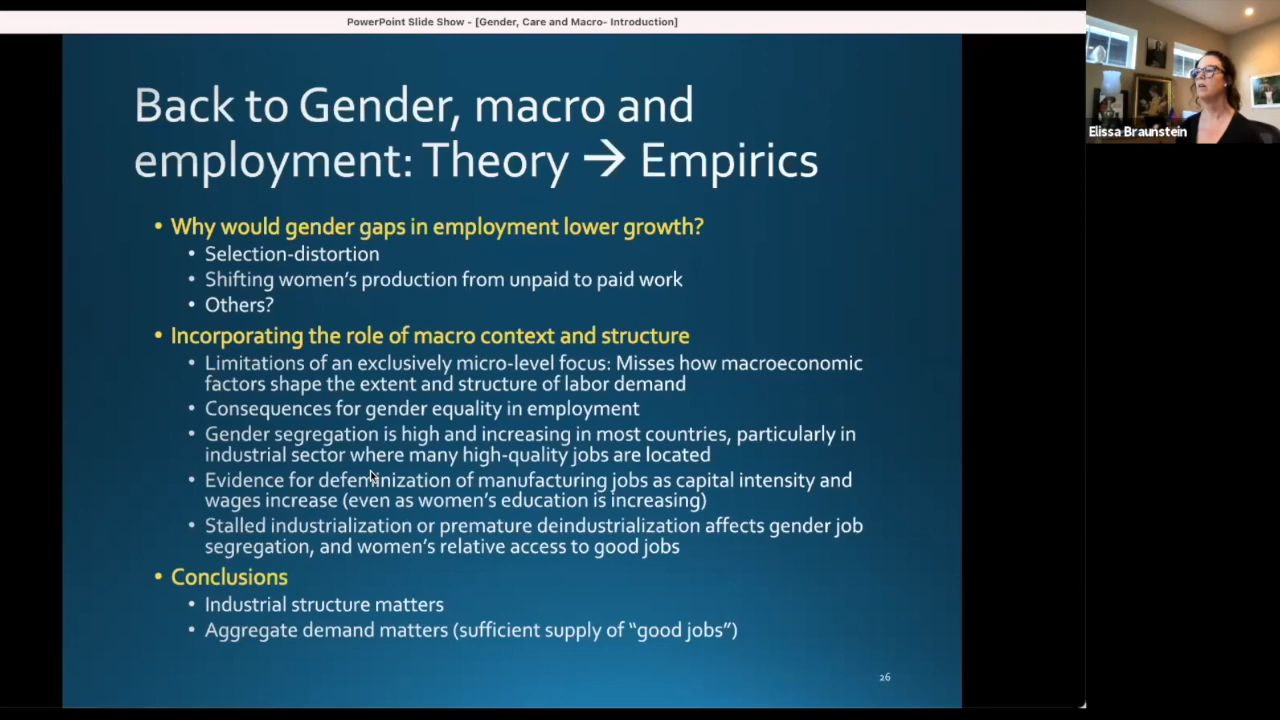 PowerPoint Slide Show - [Gender, Care and Macro- Introduction]
Elissa Braunstein
Back to Gender, macro and
employment: Theory → Empirics
• Why would gender gaps in employment lower growth?
• Selection-distortion
• Shifting women's production from unpaid to paid work
• Others?
• Incorporating the role of macro context and structure
• Limitations of an exclusively micro-level focus: Misses how macroeconomic
factors shape the extent and structure of labor demand
• Consequences for gender equality in employment
• Gender segregation is high and increasing in most countries, particularly in
industrial sector where many high-quality jobs are located
• Evidence for defeminization of manufacturing jobs as capital intensity and
wages increase (even as women's education is increasing)
• Stalled industrialization or premature deindustrialization affects gender job
segregation, and women's relative access to good jobs
• Conclusions
• Industrial structure matters
• Aggregate demand matters (sufficient supply of “good jobs”)
26